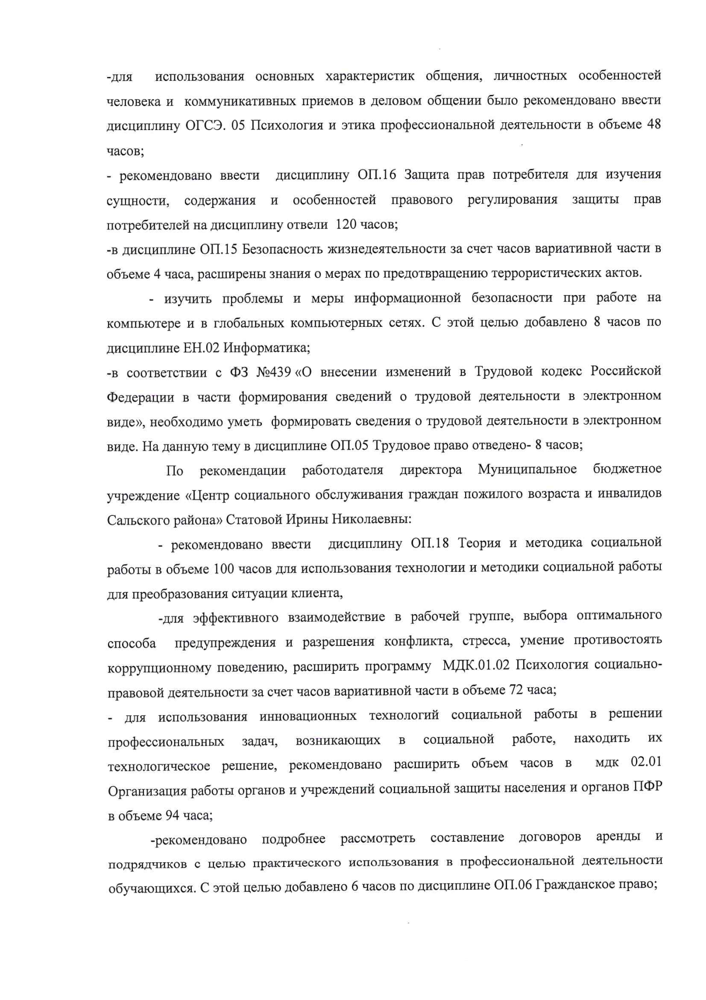 -для использования основных характеристик общения, личностных особенностей
человека и коммуникативных приемов в деловом общении было рекомендовано ввести
дисциплину ОГСЭ. 05 Психология и этика профессиональной деятельности в объеме 48
часов;
- рекомендовано ввести дисциплину ОП.16 Защита прав потребителя для изучения
сущности, содержания и особенностей правового регулирования защиты прав
потребителей на дисциплину отвели 120 часов;
-в дисциплине ОП.15 Безопасность жизнедеятельности за счет часов вариативной части в
объеме 4 часа, расширены знания о мерах по предотвращению террористических актов.
- изучить проблемы и меры информационной безопасности при работе на
компьютере и в глобальных компьютерных сетях. С этой целью добавлено 8 часов по
дисциплине ЕН.02 Информатика;
-в соответствии с ФЗ №439 «О внесении изменений в Трудовой кодекс Российской
Федерации в части формирования сведений о трудовой деятельности в электронном
виде», необходимо уметь формировать сведения о трудовой деятельности в электронном
виде. На данную тему в дисциплине ОП.05 Трудовое право отведено- 8 часов;
По рекомендации работодателя директора Муниципальное бюджетное
учреждение «Центр социального обслуживания граждан пожилого возраста и инвалидов
Сальского района» Статовой Ирины Николаевны:
- рекомендовано ввести дисциплину ОП.18 Теория и методика социальной
работы в объеме 100 часов для использования технологии и методики социальной работы
для преобразования ситуации клиента,
-для эффективного взаимодействие в рабочей группе, выбора оптимального
способа предупреждения и разрешения конфликта, стресса, умение противостоять
коррупционному поведению, расширить программу МДК.01.02 Психология социально-
правовой деятельности за счет часов вариативной части в объеме 72 часа;
- для использования инновационных технологий социальной работы в решении
профессиональных задач, возникающих в социальной работе, находить их
технологическое решение, рекомендовано расширить объем часов в мдк 02.01
Организация работы органов и учреждений социальной защиты населения и органов ПФР
в объеме 94 часа;
-рекомендовано подробнее рассмотреть составление договоров аренды и
подрядчиков с целью практического использования в профессиональной деятельности
обучающихся. С этой целью добавлено 6 часов по дисциплине ОП.06 Гражданское право;